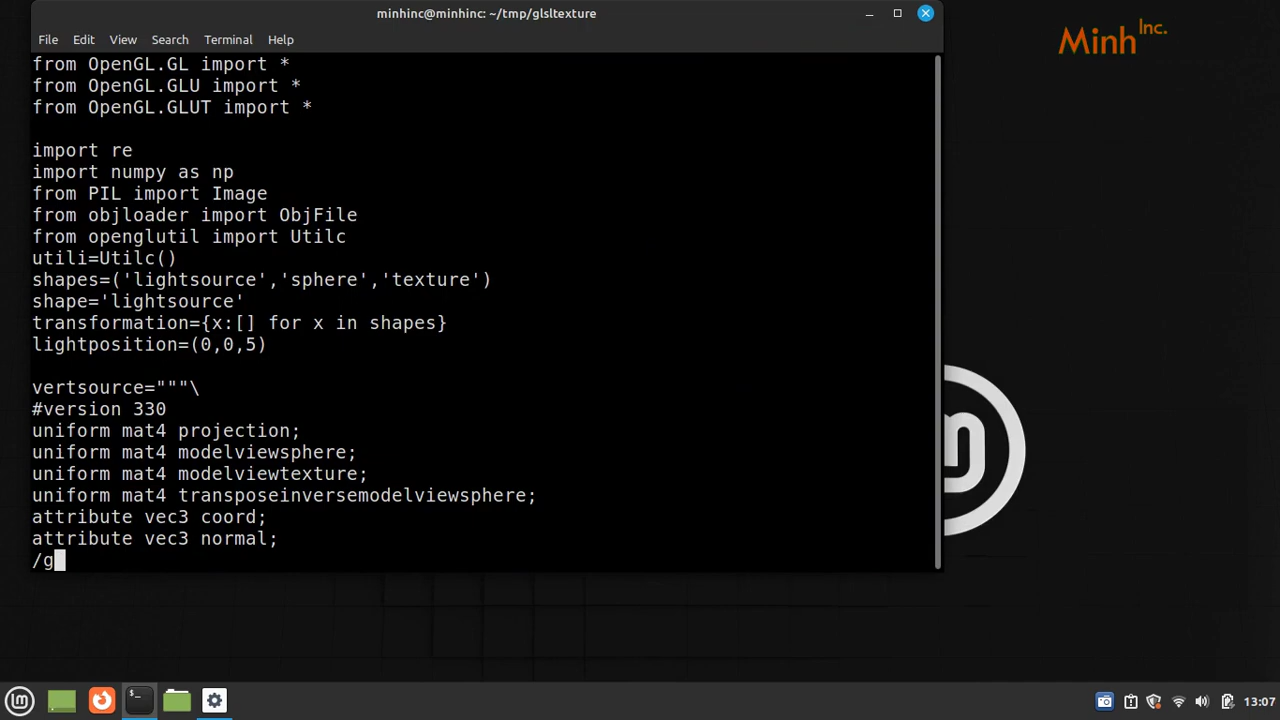 minhinc@minhinc: ~/tmp/glsltexture
Minh Inc.
File Edit View Search Terminal Help
from OpenGL.GL import *
from OpenGL.GLU import *
from OpenGL.GLUT import *
import re
import numpy as np
from PIL import Image
from objloader import ObjFile
from openglutil import Utilc
utili=Utilc()
shapes=('lightsource','sphere','texture')
shape='lightsource'
transformation={x:[] for x in shapes}
lightposition=(0,0,5)
vertsource="""\
#version 330
uniform mat4 projection;
uniform mat4 modelviewsphere;
uniform mat4 modelviewtexture;
uniform mat4 transposeinversemodelviewsphere;
attribute vec3 coord;
attribute vec3 normal;
/g
$_
13:07